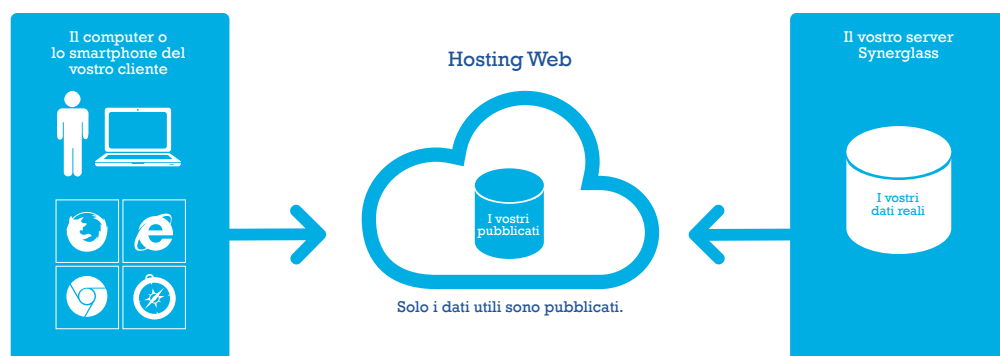 Il computer o
lo smartphone del
vostro cliente
Hosting Web
I vostri
pubblicati
Solo i dati utili sono pubblicati.
Il vostro server
Synerglass
I vostri
dati reali